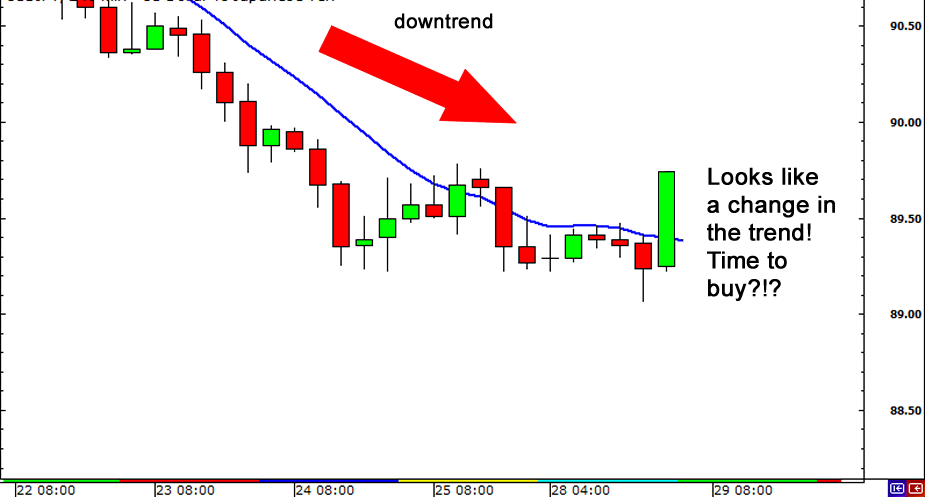 downtrend
90.50
90.00
Looks like
a change in
the trend!
Time to
buy?!?
89.50
89.00
88.50
22 08:00
23 08:00
24 08:00
25 08:00
28 04:00
29 08:00